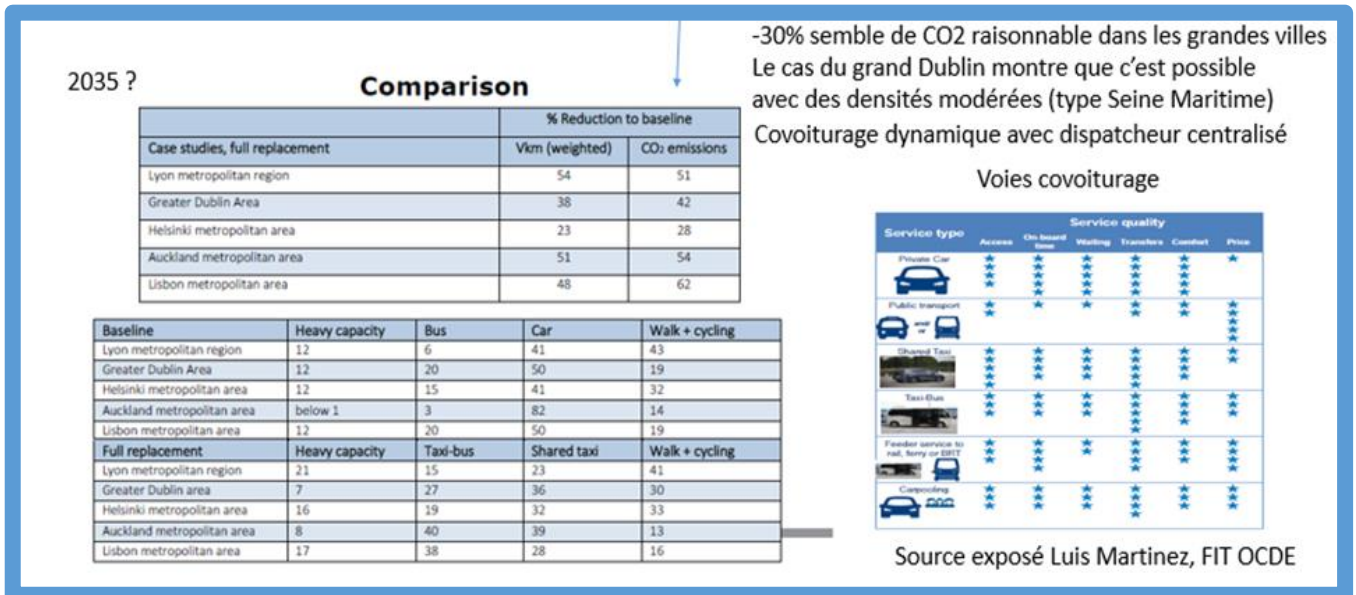 -30% semble de CO2 raisonnable dans les grandes villes
Le cas du grand Dublin montre que c’est possible
avec des densités modérées (type Seine Maritime)
Covoiturage dynamique avec dispatcheur centralisé
2035 ?
Comparison
% Reduction to baseline
Case studies, full replacement Vkm (weighted) CO₂ emissions
Lyon metropolitan region 54 51
Greater Dublin Area 38 42
Helsinki metropolitan area 23 28
Auckland metropolitan area 51 54
Lisbon metropolitan area 48 62
Baseline Heavy capacity Bus Car Walk + cycling
Lyon metropolitan region 12 6 41 43
Greater Dublin Area 12 20 50 19
Helsinki metropolitan area 12 15 41 32
Auckland metropolitan area below 1 3 82 14
Lisbon metropolitan area 12 20 50 19
Full replacement Heavy capacity Taxi-bus Shared taxi Walk + cycling
Lyon metropolitan region 21 15 23 41
Greater Dublin area 7 27 36 30
Helsinki metropolitan area 16 19 32 33
Auckland metropolitan area 8 40 39 13
Lisbon metropolitan area 17 38 28 16
Voies covoiturage
Service quality
Service type Access On-board time Waiting Transfers Comfort Price
Private Car
Public transport
and/
or
Shared Taxi
Taxi-Bus
Feeder service to
rail, ferry or BRT
Carpooling
Source exposé Luis Martinez, FIT OCDE